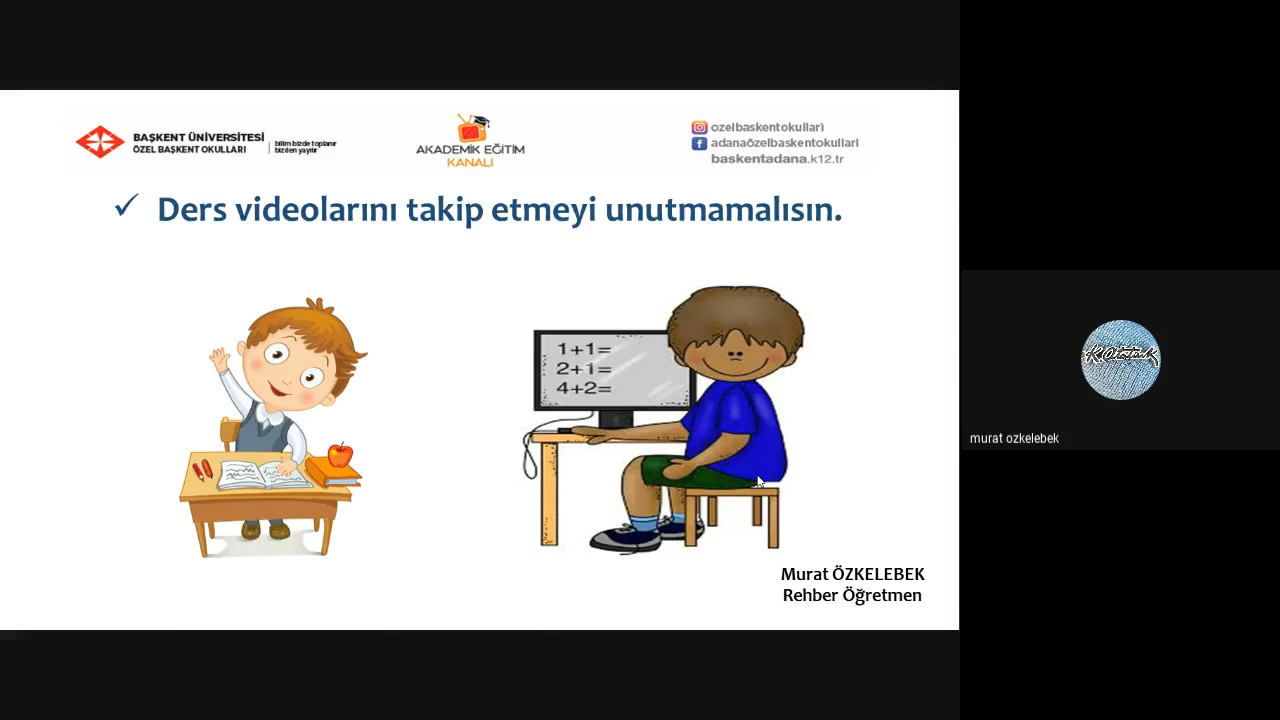 BAŞKENT ÜNİVERSİTESİ
ÖZEL BAŞKENT OKULLARI
bilim bizde toplanır
bizden yayılır
AKADEMİK EĞİTİM
KANALI
ozelbaskentokullari
adanaözelbaskentokullari
baskentadana.k12.tr
✓ Ders videolarını takip etmeyi unutmamalısın.
1+1=
2+1=
4+2=
Murat ÖZKELEBEK
Rehber Öğretmen
murat ozkelebek